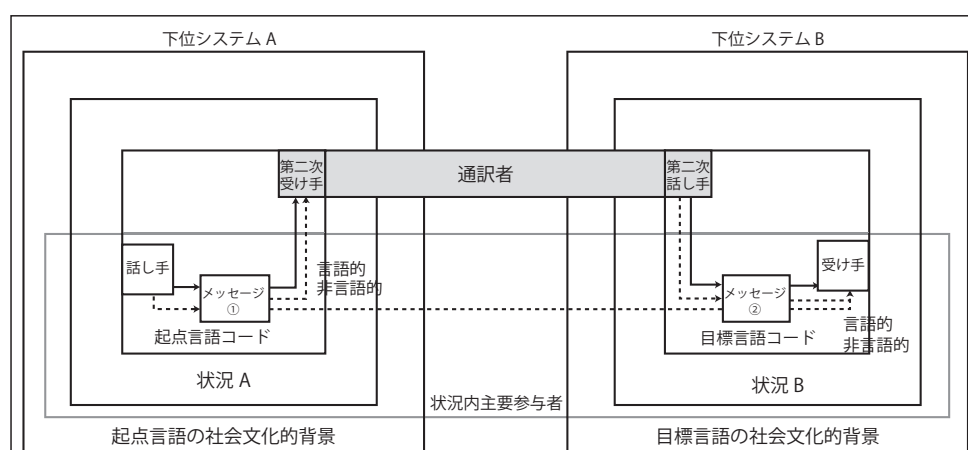 下位システム A
下位システム B
第二次
受け手
通訳者
第二次
話し手
話し手
メッセージ
①
言語的
非言語的
起点言語コード
受け手
メッセージ
②
言語的
非言語的
目標言語コード
状況 A
状況 B
状況内主要参与者
起点言語の社会文化的背景
目標言語の社会文化的背景